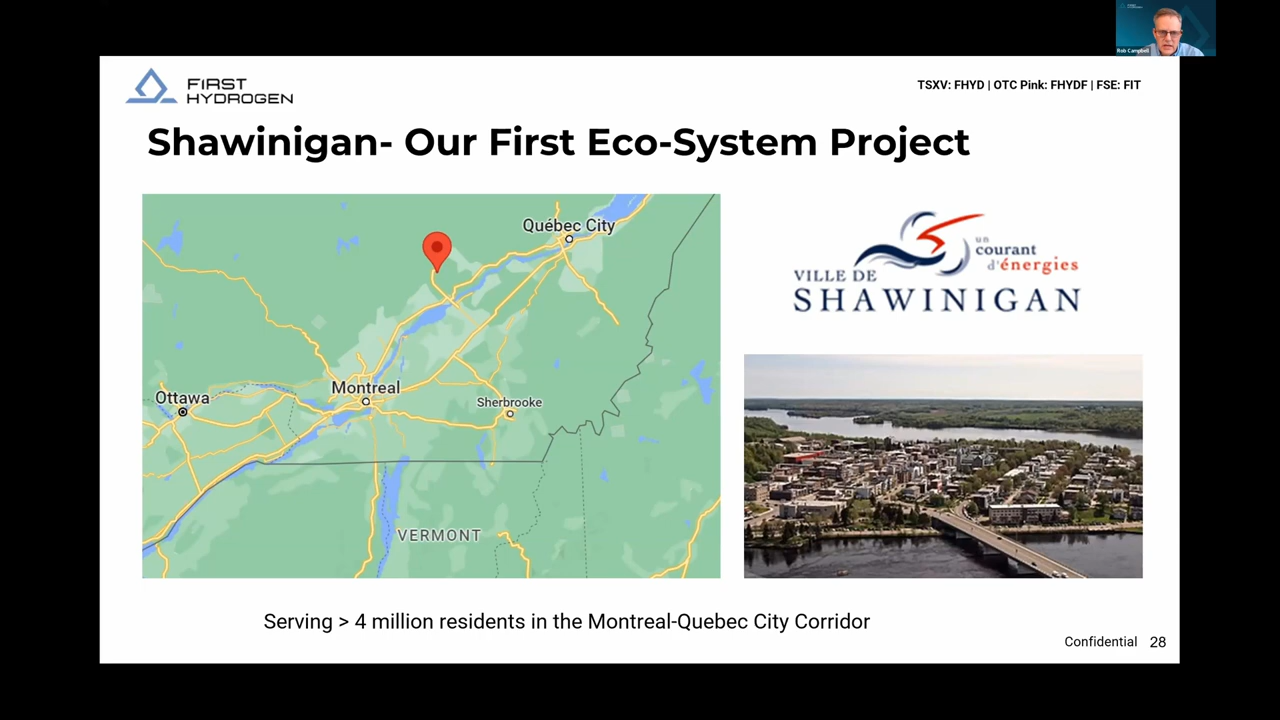 Rob Campbell
FIRST
HYDROGEN
TSXV: FHYD | OTC Pink: FHYDF | FSE: FIT
Shawinigan- Our First Eco-System Project
Québec City
Montreal
Ottawa
Sherbrooke
VERMONT
un
courant
d'énergies
VILLE DE
SHAWINIGAN
Serving > 4 million residents in the Montreal-Quebec City Corridor
Confidential 28